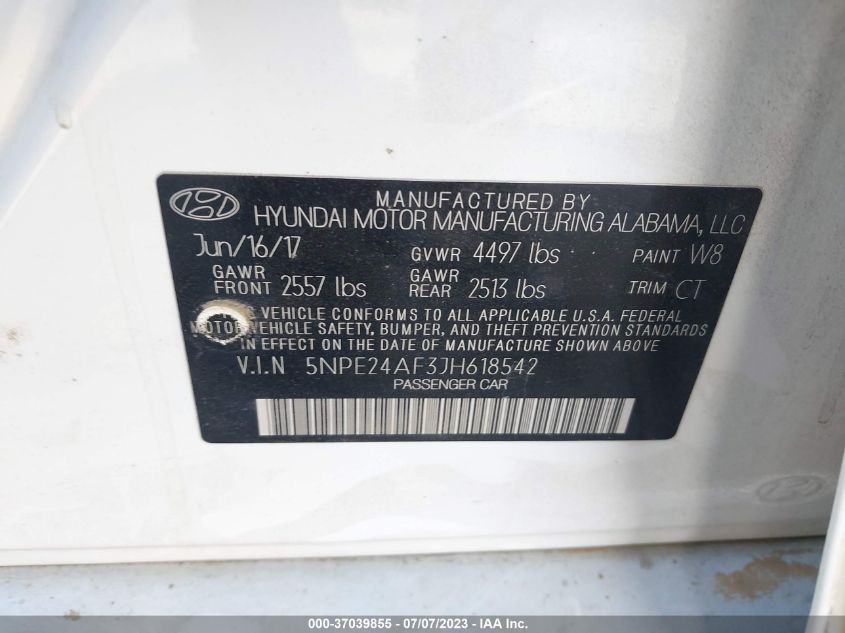 MANUFACTURED BY
HYUNDAI MOTOR MANUFACTURING ALABAMA, LLC
Jun/16/17 GVWR 4497 lbs PAINT W8
GAWR FRONT 2557 lbs GAWR REAR 2513 lbs TRIM CT
VEHICLE CONFORMS TO ALL APPLICABLE U.S.A. FEDERAL
MOTOR VEHICLE SAFETY, BUMPER, AND THEFT PREVENTION STANDARDS
IN EFFECT ON THE DATE OF MANUFACTURE SHOWN ABOVE.
V.I.N 5NPE24AF3JH618542
PASSENGER CAR
000-37039855 - 07/07/2023 - IAA Inc.